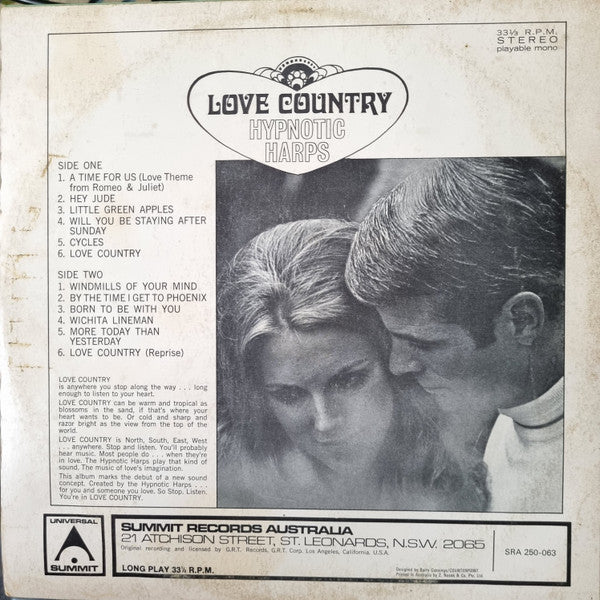 33⅓ R.P.M.
STEREO
playable mono
LOVE COUNTRY
HYPNOTIC
HARPS
SIDE ONE
1. A TIME FOR US (Love Theme
from Romeo & Juliet)
2. HEY JUDE
3. LITTLE GREEN APPLES
4. WILL YOU BE STAYING AFTER
SUNDAY
5. CYCLES
6. LOVE COUNTRY
SIDE TWO
1. WINDMILLS OF YOUR MIND
2. BY THE TIME I GET TO PHOENIX
3. BORN TO BE WITH YOU
4. WICHITA LINEMAN
5. MORE TODAY THAN
YESTERDAY
6. LOVE COUNTRY (Reprise)
LOVE COUNTRY
is anywhere you stop along the way . . . long
enough to listen to your heart.
LOVE COUNTRY can be warm and tropical as
blossoms in the sand, if that's where your
heart wants to be. Or cold and sharp and
razor bright as the view from the top of the
world.
LOVE COUNTRY is North, South, East, West
. . . anywhere. Stop and listen. You'll probably
hear music. Most people do . . . when they're
in love. The Hypnotic Harps play that kind of
sound. The music of love's imagination.
This album marks the debut of a new sound
concept. Created by the Hypnotic Harps . . .
for you and someone you love. So Stop. Listen.
You're in LOVE COUNTRY.
UNIVERSAL
SUMMIT
SUMMIT RECORDS AUSTRALIA
21 ATCHISON STREET, ST. LEONARDS, N.S.W. 2065
Original recording and licensed by G.R.T. Records, G.R.T. Corp. Los Angeles, California. U.S.A.
SRA 250-063
LONG PLAY 33⅓ R.P.M.
Designed by Barry Cummings/COUNTERPOINT
Printed in Australia by